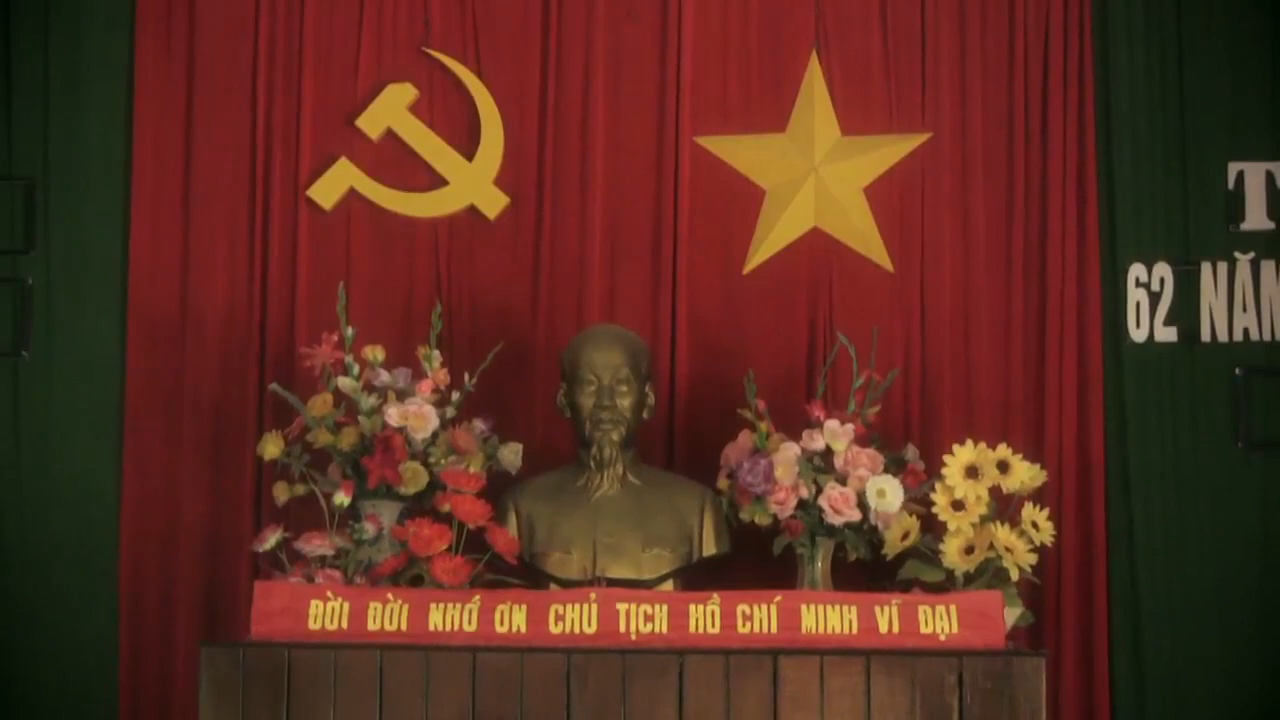 T
62 NĂM
ĐỜI ĐỜI NHỚ ƠN CHỦ TỊCH HỒ CHÍ MINH VĨ ĐẠI